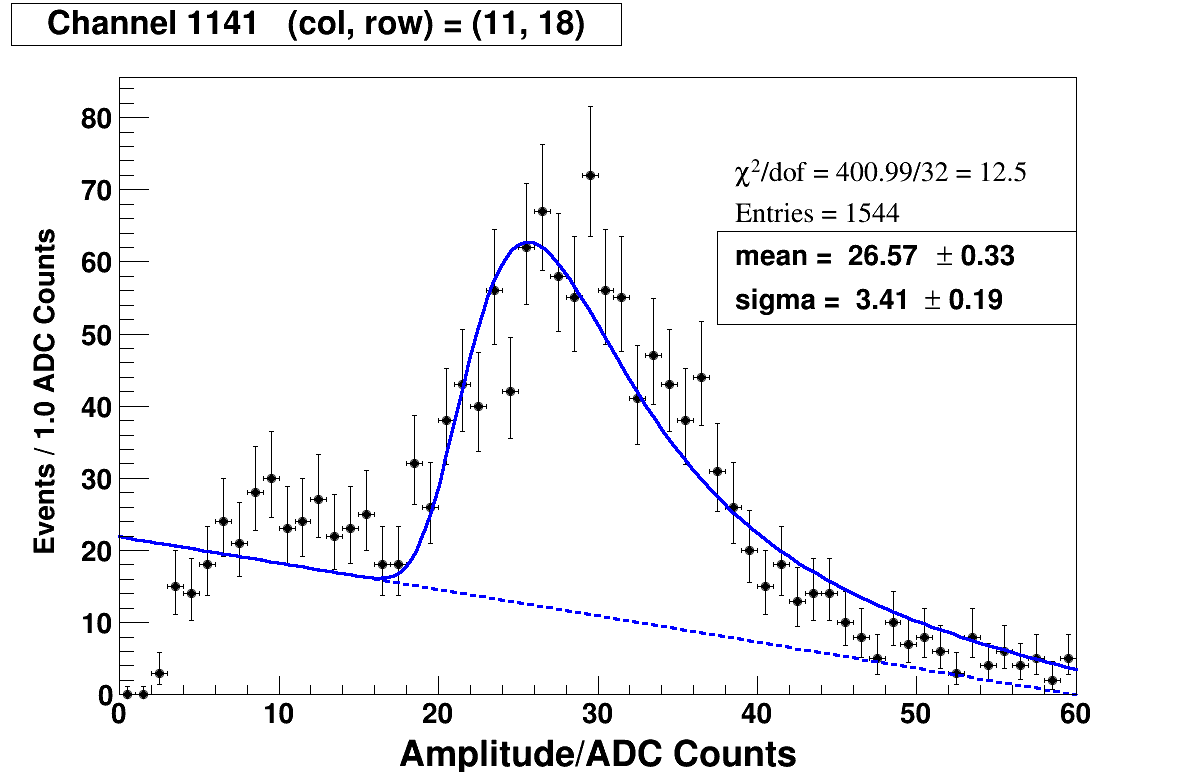 Channel 1141 (col, row) = (11, 18)
80
70
60
50
40
30
20
10
0
Events / 1.0 ADC Counts
χ²/dof = 400.99/32 = 12.5
Entries = 1544
mean = 26.57 ± 0.33
sigma = 3.41 ± 0.19
0 10 20 30 40 50 60
Amplitude/ADC Counts